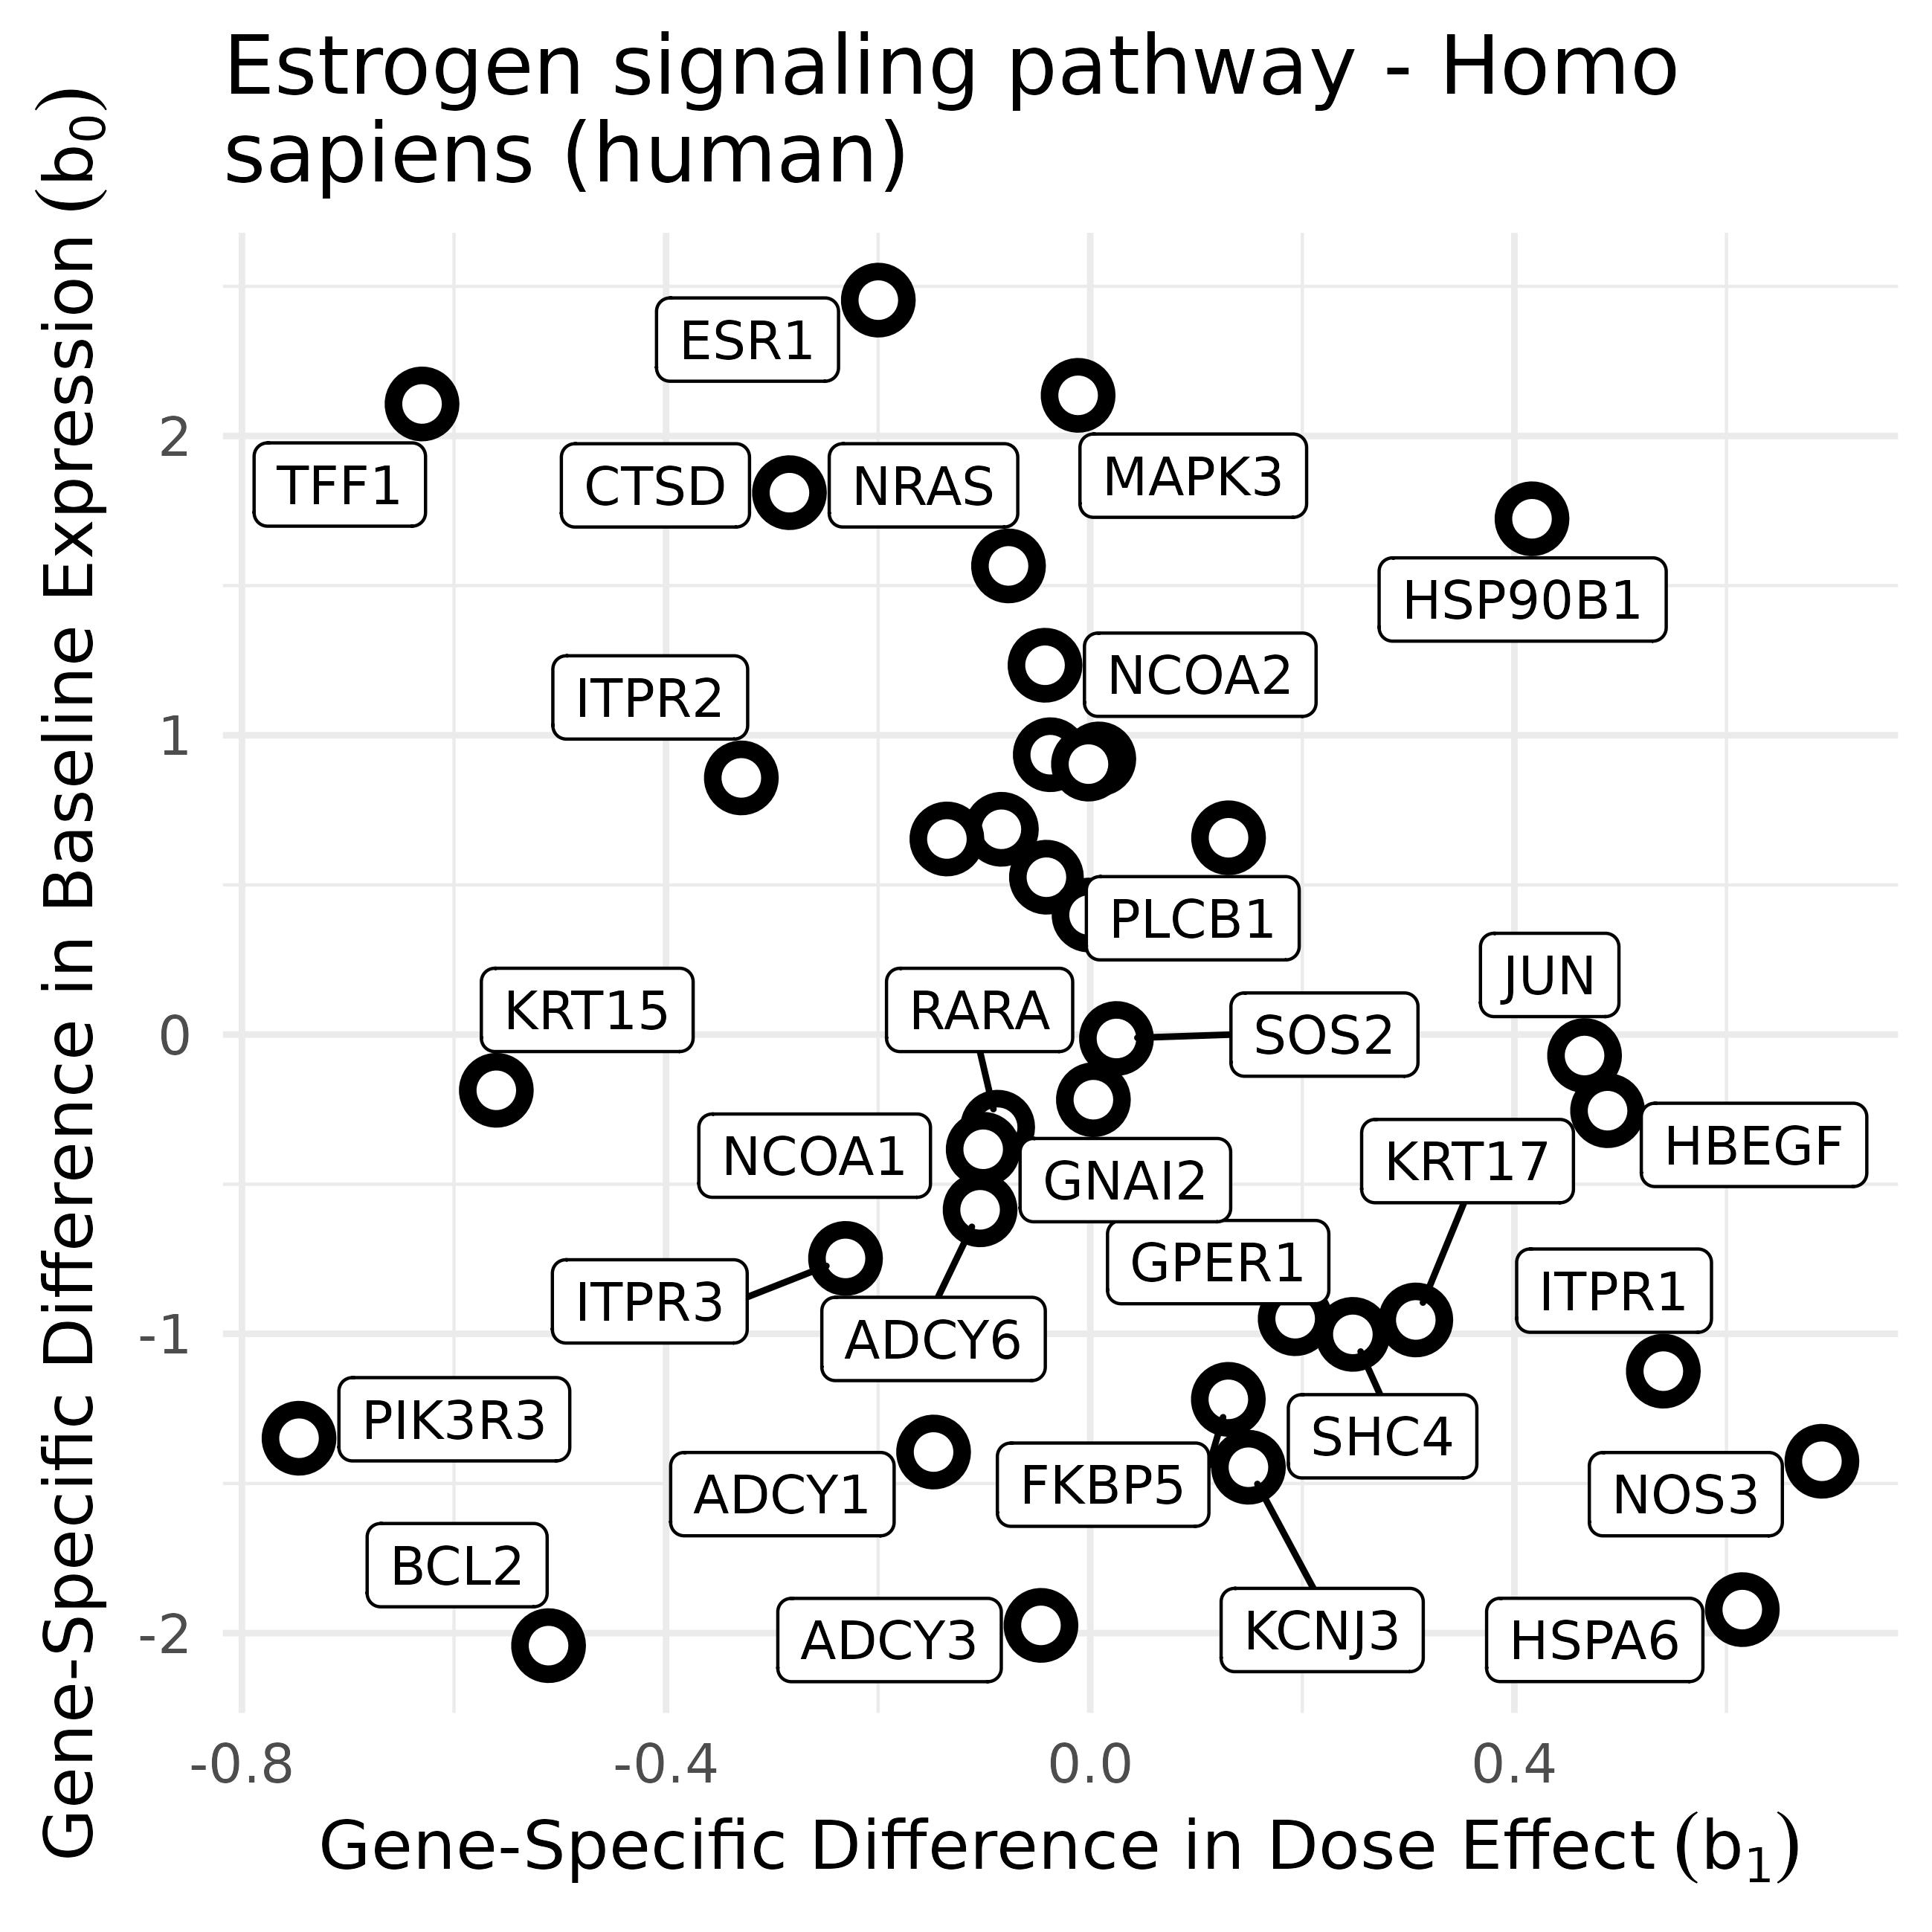 Estrogen signaling pathway - Homo
sapiens (human)
Gene-Specific Difference in Baseline Expression (b0)
2
1
0
-1
-2
ESR1
TFF1
CTSD
NRAS
MAPK3
HSP90B1
NCOA2
ITPR2
PLCB1
JUN
KRT15
RARA
SOS2
NCOA1
GNAI2
KRT17
HBEGF
GPER1
ITPR3
ADCY6
ITPR1
PIK3R3
SHC4
ADCY1
FKBP5
NOS3
BCL2
ADCY3
KCNJ3
HSPA6
-0.8
-0.4
0.0
0.4
Gene-Specific Difference in Dose Effect (b1)